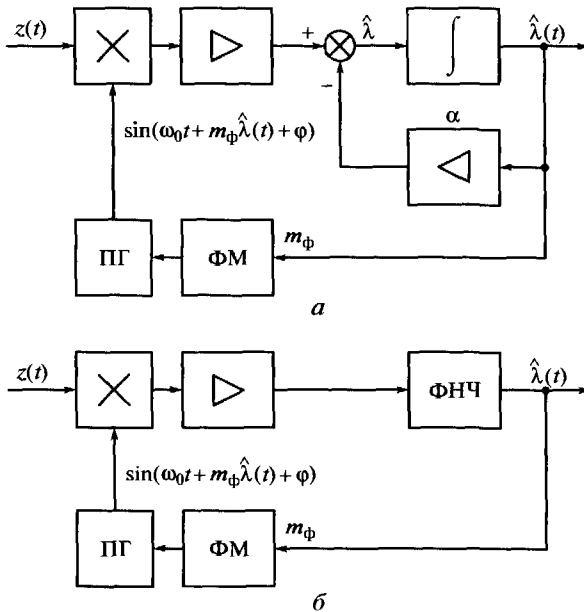 z(t)
+
λ̂
∫
λ̂(t)
−
α
sin(ω₀t + m_ф λ̂(t) + φ)
ПГ
ФМ
m_ф
а
z(t)
ФНЧ
λ̂(t)
sin(ω₀t + m_ф λ̂(t) + φ)
ПГ
ФМ
m_ф
б